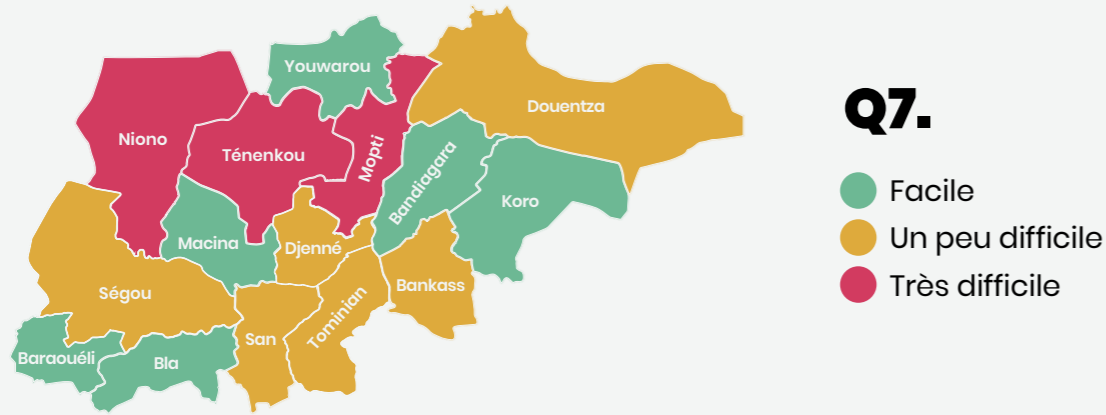 Youwarou
Douentza
Niono
Ténenkou
Mopti
Bandiagara
Koro
Macina
Djenné
Ségou
Bankass
Tominian
San
Baraouéli
Bla
Q7.
Facile
Un peu difficile
Très difficile